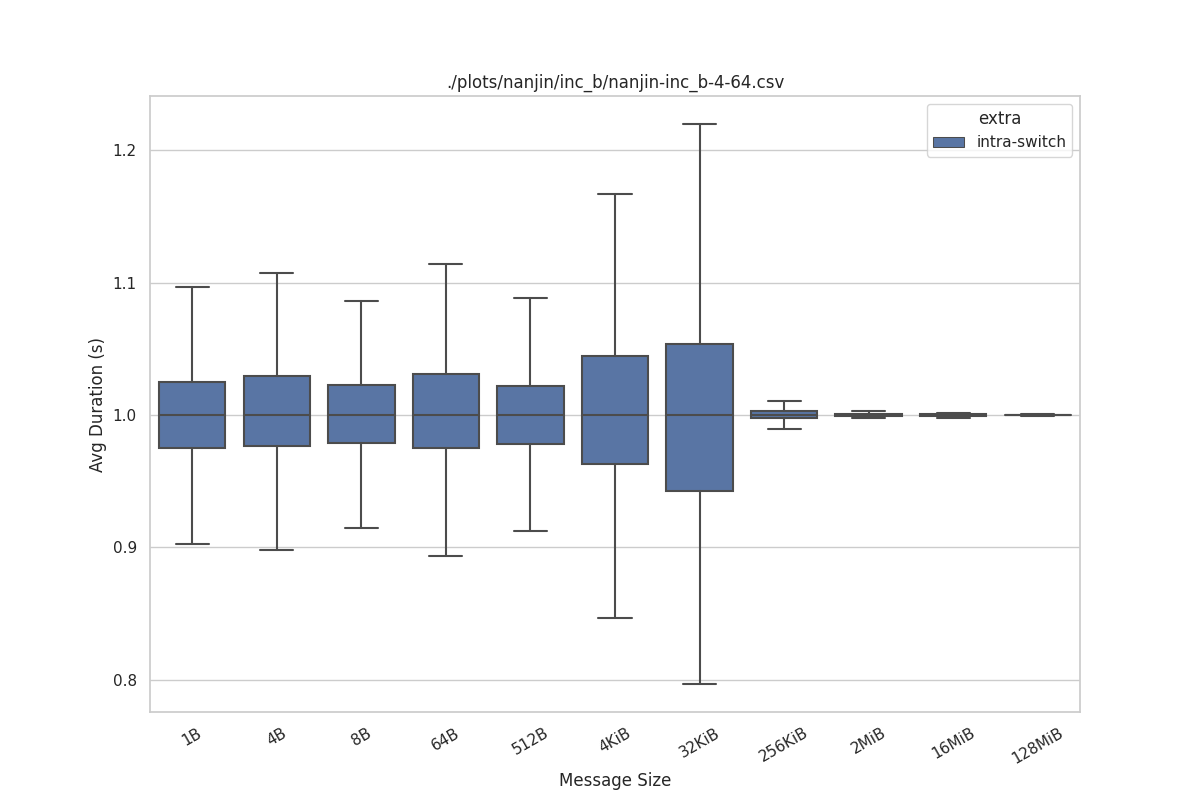 ./plots/nanjin/inc_b/nanjin-inc_b-4-64.csv
extra
intra-switch
1.2
1.1
1.0
0.9
0.8
Avg Duration (s)
1B
4B
8B
64B
512B
4KiB
32KiB
256KiB
2MiB
16MiB
128MiB
Message Size